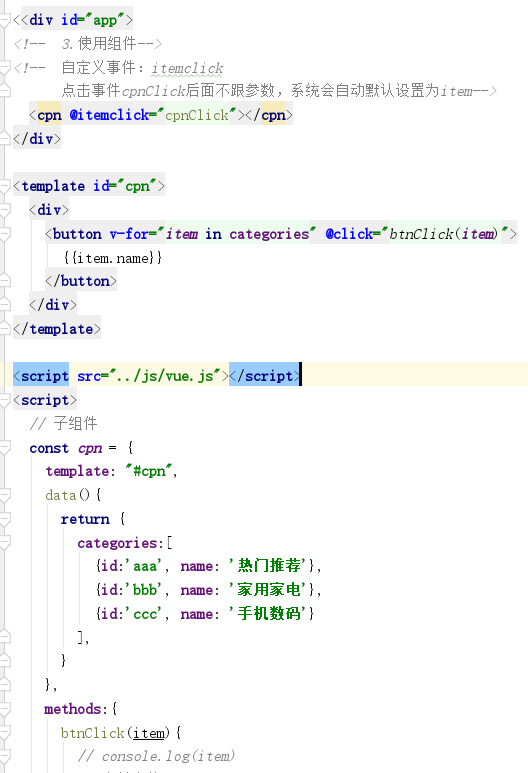 <<div id="app">
<!--  3.使用组件-->
<!--  自定义事件：itemclick
点击事件cpnClick后面不跟参数，系统会自动默认设置为item-->
<cpn @itemclick="cpnClick"></cpn>
</div>
<template id="cpn">
<div>
<button v-for="item in categories" @click="btnClick(item)">
{{item.name}}
</button>
</div>
</template>
<script src="../js/vue.js"></script>
<script>
// 子组件
const cpn = {
template: "#cpn",
data(){
return {
categories:[
{id:'aaa', name: '热门推荐'},
{id:'bbb', name: '家用家电'},
{id:'ccc', name: '手机数码'}
],
}
},
methods:{
btnClick(item){
// console.log(item)